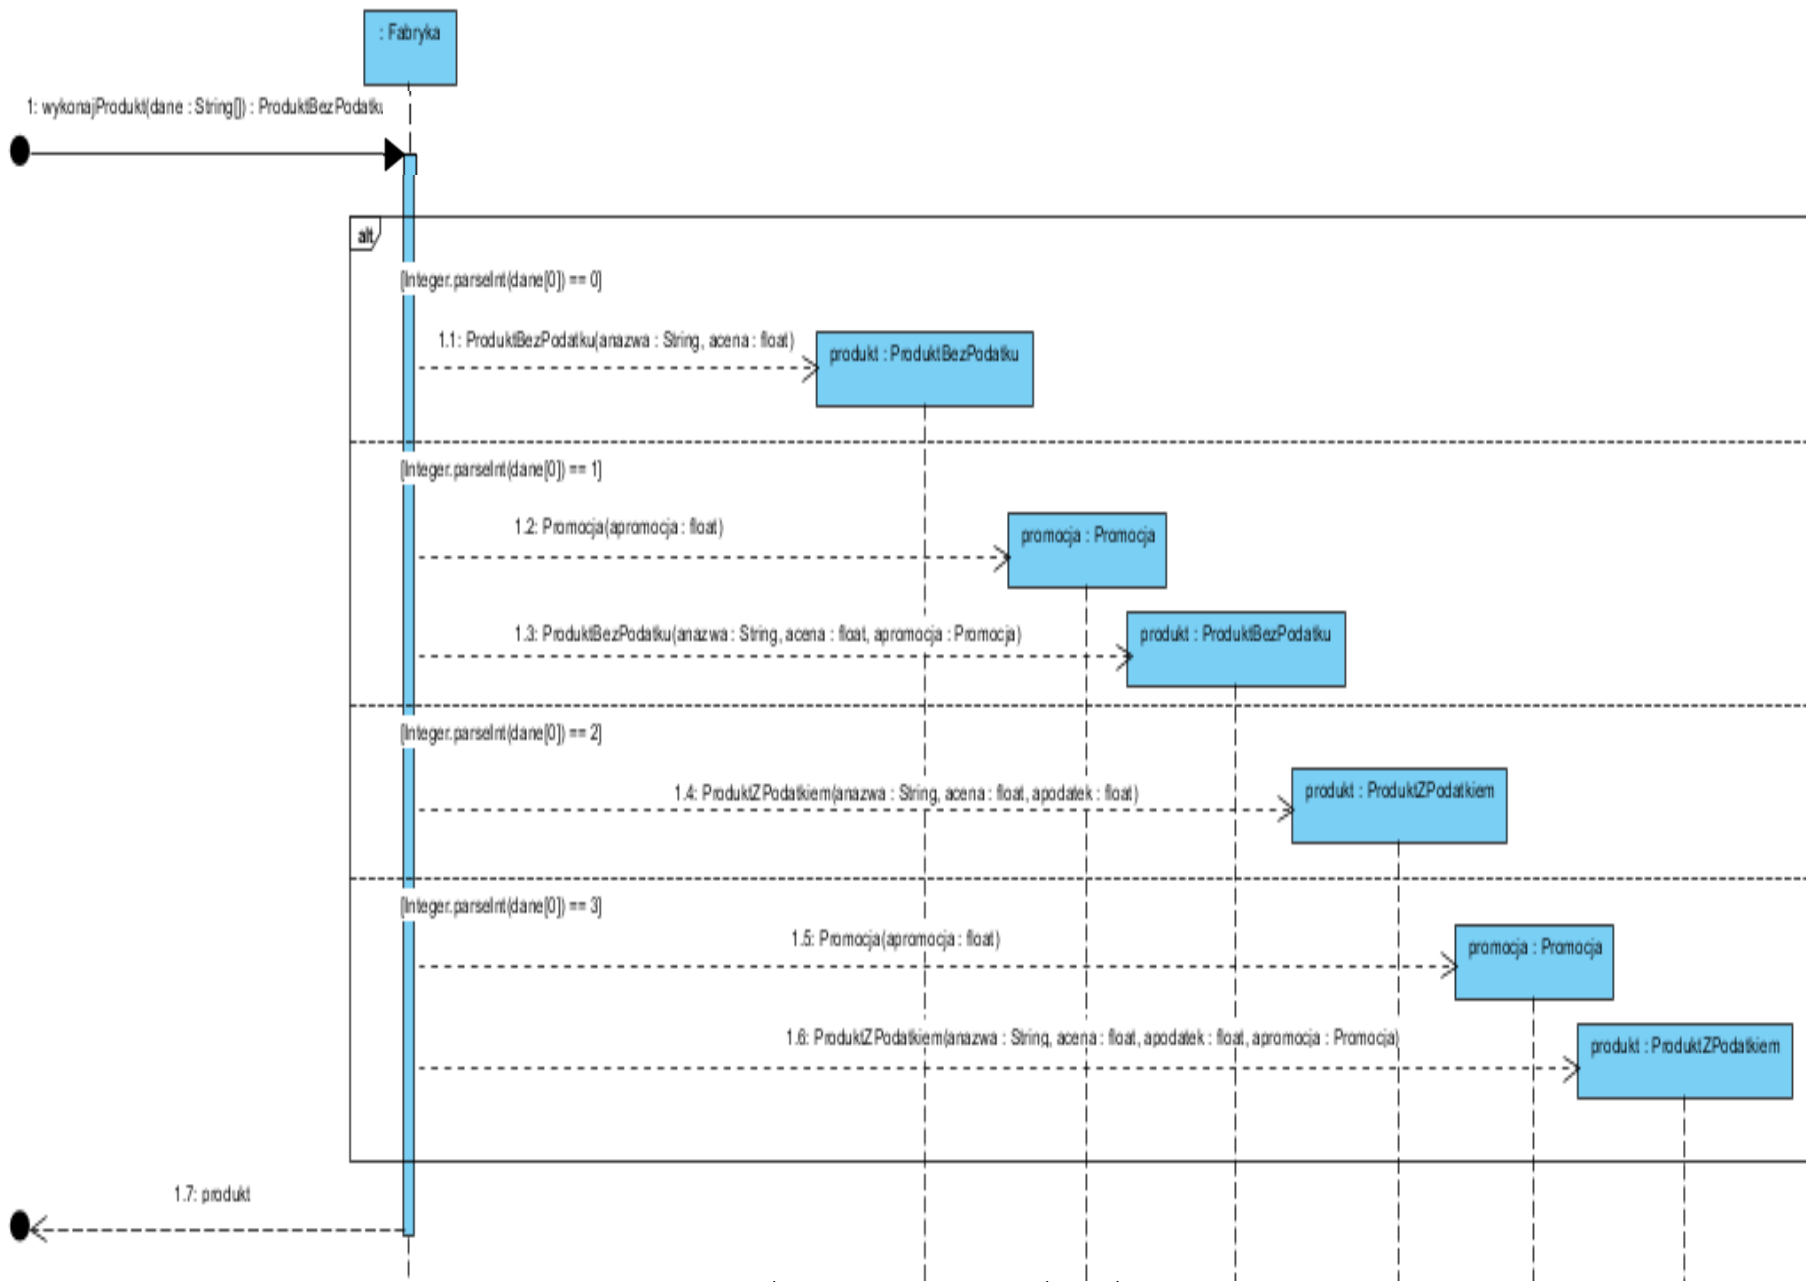 : Fabryka
1: wykonajProdukt(dane : String[]) : ProduktBezPodatku
alt
[Integer.parseInt(dane[0]) == 0]
1.1: ProduktBezPodatku(anazwa : String, acena : float)
produkt : ProduktBezPodatku
[Integer.parseInt(dane[0]) == 1]
1.2: Promocja(apromocja : float)
promocja : Promocja
1.3: ProduktBezPodatku(anazwa : String, acena : float, apromocja : Promocja)
produkt : ProduktBezPodatku
[Integer.parseInt(dane[0]) == 2]
1.4: ProduktZPodatkiem(anazwa : String, acena : float, apodatek : float)
produkt : ProduktZPodatkiem
[Integer.parseInt(dane[0]) == 3]
1.5: Promocja(apromocja : float)
promocja : Promocja
1.6: ProduktZPodatkiem(anazwa : String, acena : float, apodatek : float, apromocja : Promocja)
produkt : ProduktZPodatkiem
1.7: produkt